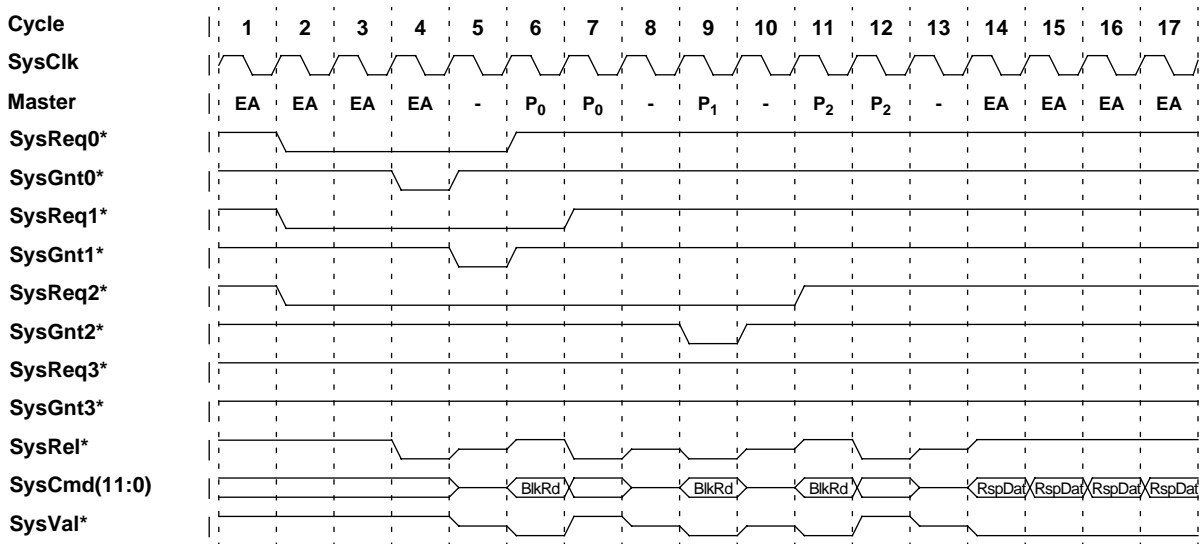 Cycle 1 2 3 4 5 6 7 8 9 10 11 12 13 14 15 16 17
SysClk
Master EA EA EA EA - P0 P0 - P1 - P2 P2 - EA EA EA EA
SysReq0*
SysGnt0*
SysReq1*
SysGnt1*
SysReq2*
SysGnt2*
SysReq3*
SysGnt3*
SysRel*
SysCmd(11:0) BlkRd BlkRd BlkRd RspDat RspDat RspDat RspDat
SysVal*